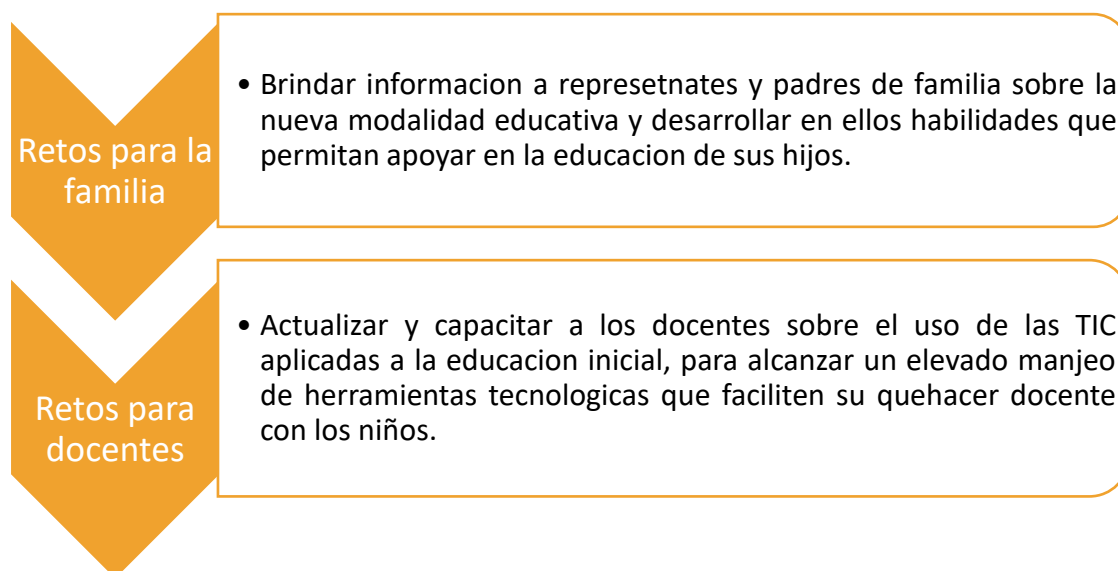 Retos para la
familia
• Brindar informacion a represetnates y padres de familia sobre la
nueva modalidad educativa y desarrollar en ellos habilidades que
permitan apoyar en la educacion de sus hijos.
Retos para
docentes
• Actualizar y capacitar a los docentes sobre el uso de las TIC
aplicadas a la educacion inicial, para alcanzar un elevado manjeo
de herramientas tecnologicas que faciliten su quehacer docente
con los niños.